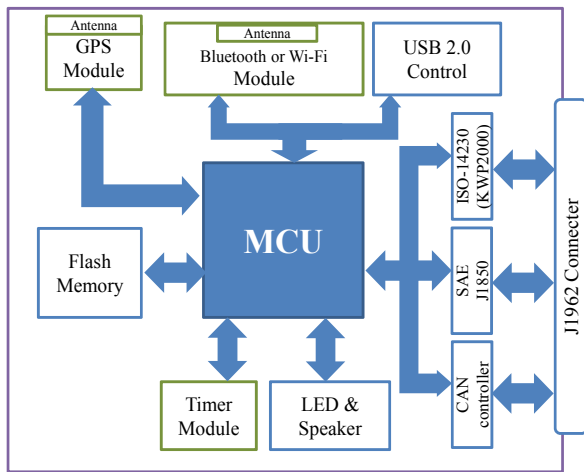 Antenna
GPS
Module
Antenna
Bluetooth or Wi-Fi
Module
USB 2.0
Control
ISO-14230
(KWP2000)
MCU
Flash
Memory
SAE
J1850
J1962 Connecter
Timer
Module
LED &
Speaker
CAN
controller